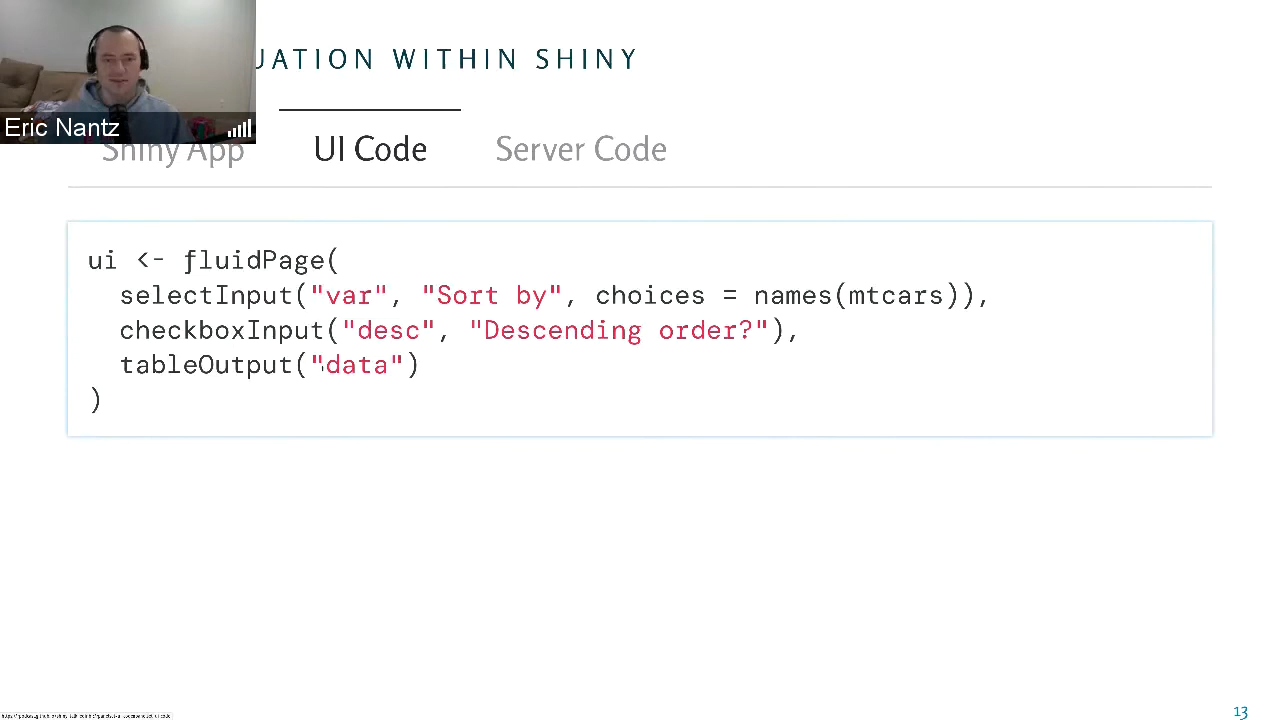 UATION WITHIN SHINY
Eric Nantz
Shiny App
UI Code
Server Code
ui <- fluidPage(
  selectInput("var", "Sort by", choices = names(mtcars)),
  checkboxInput("desc", "Descending order?"),
  tableOutput("data")
)
13